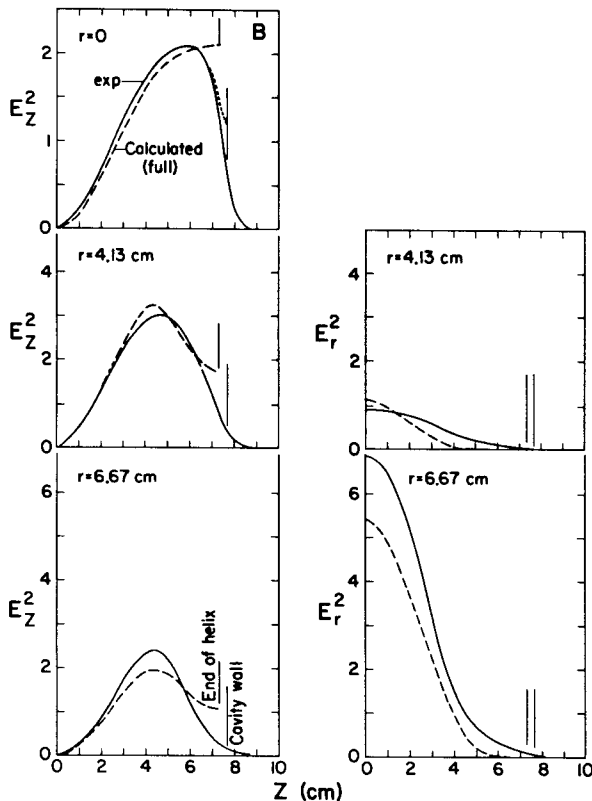 r=0
B
2
exp
E_Z^2
1
Calculated
(full)
0
r=4.13 cm
4
E_Z^2
2
0
r=4.13 cm
4
E_r^2
2
1
0
r=6.67 cm
6
4
E_Z^2
2
End of helix
Cavity wall
0
0 2 4 6 8 10
Z (cm)
r=6.67 cm
6
4
E_r^2
2
0
0 2 4 6 8 10
Z (cm)